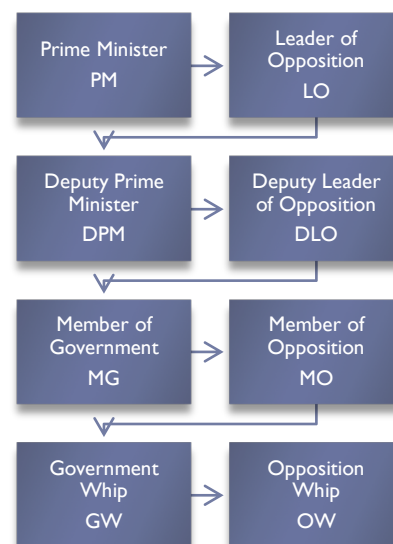 Prime Minister
PM
Leader of
Opposition
LO
Deputy Prime
Minister
DPM
Deputy Leader
of Opposition
DLO
Member of
Government
MG
Member of
Opposition
MO
Government
Whip
GW
Opposition
Whip
OW